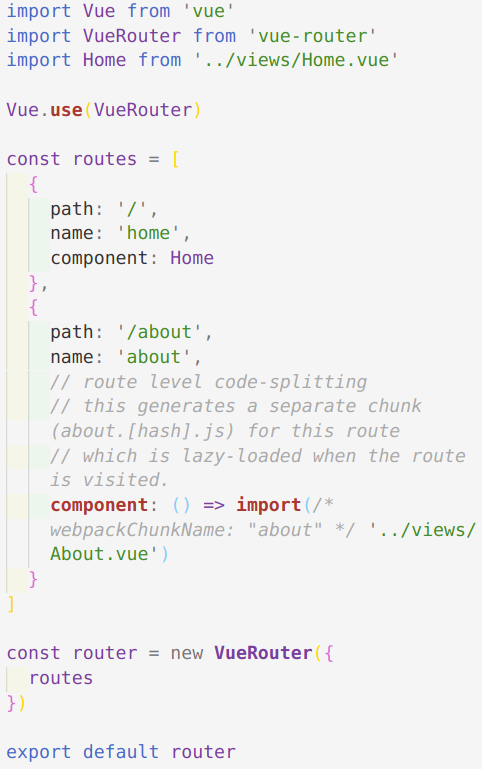 import Vue from 'vue'
import VueRouter from 'vue-router'
import Home from '../views/Home.vue'

Vue.use(VueRouter)

const routes = [
  {
    path: '/',
    name: 'home',
    component: Home
  },
  {
    path: '/about',
    name: 'about',
    // route level code-splitting
    // this generates a separate chunk
    (about.[hash].js) for this route
    // which is lazy-loaded when the route
    is visited.
    component: () => import(/*
    webpackChunkName: "about" */ '../views/
    About.vue')
  }
]

const router = new VueRouter({
  routes
})

export default router